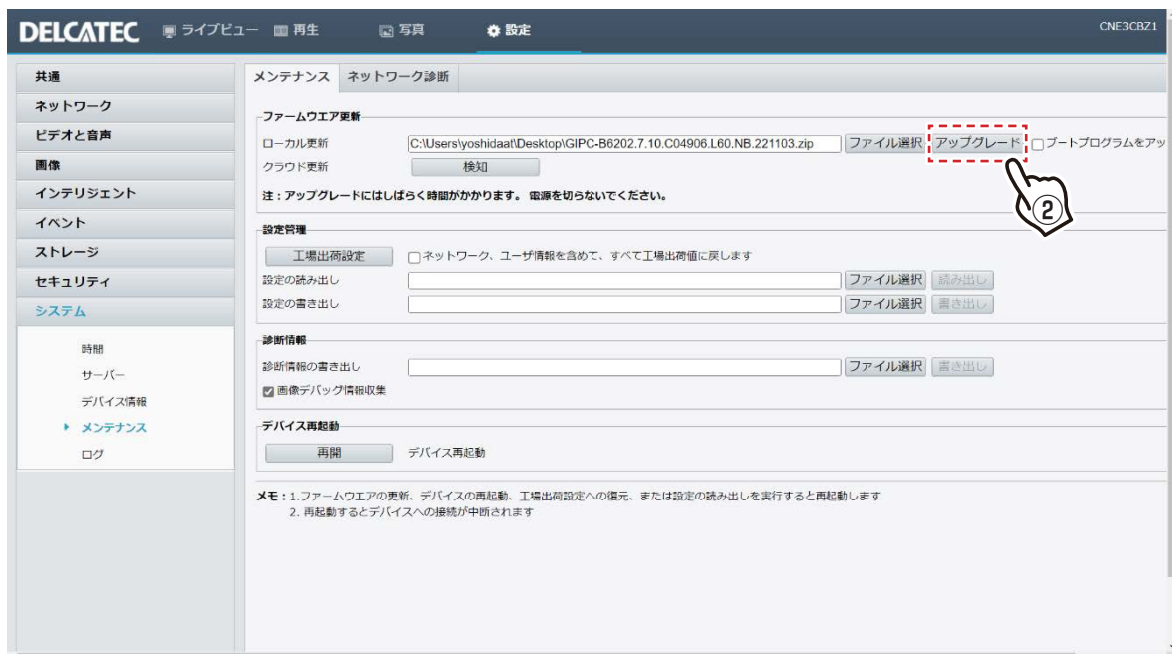 DELCATEC ライブビュー 再生 写真 設定 CNE3CBZ1
共通
ネットワーク
ビデオと音声
画像
インテリジェント
イベント
ストレージ
セキュリティ
システム
時間
サーバー
デバイス情報
メンテナンス
ログ
メンテナンス ネットワーク診断
ファームウエア更新
ローカル更新 C:\Users\yoshidaat\Desktop\GIPC-B6202.7.10.C04906.L60.NB.221103.zip ファイル選択 アップグレード ブートプログラムをアッ
クラウド更新 検知
注：アップグレードにはしばらく時間がかかります。 電源を切らないでください。
②
設定管理
工場出荷設定 ネットワーク、ユーザ情報を含めて、すべて工場出荷値に戻します
設定の読み出し ファイル選択 読み出し
設定の書き出し ファイル選択 書き出し
診断情報
診断情報の書き出し ファイル選択 書き出し
画像デバッグ情報収集
デバイス再起動
再開 デバイス再起動
メモ：1.ファームウエアの更新、デバイスの再起動、工場出荷設定への復元、または設定の読み出しを実行すると再起動します
2. 再起動するとデバイスへの接続が中断されます